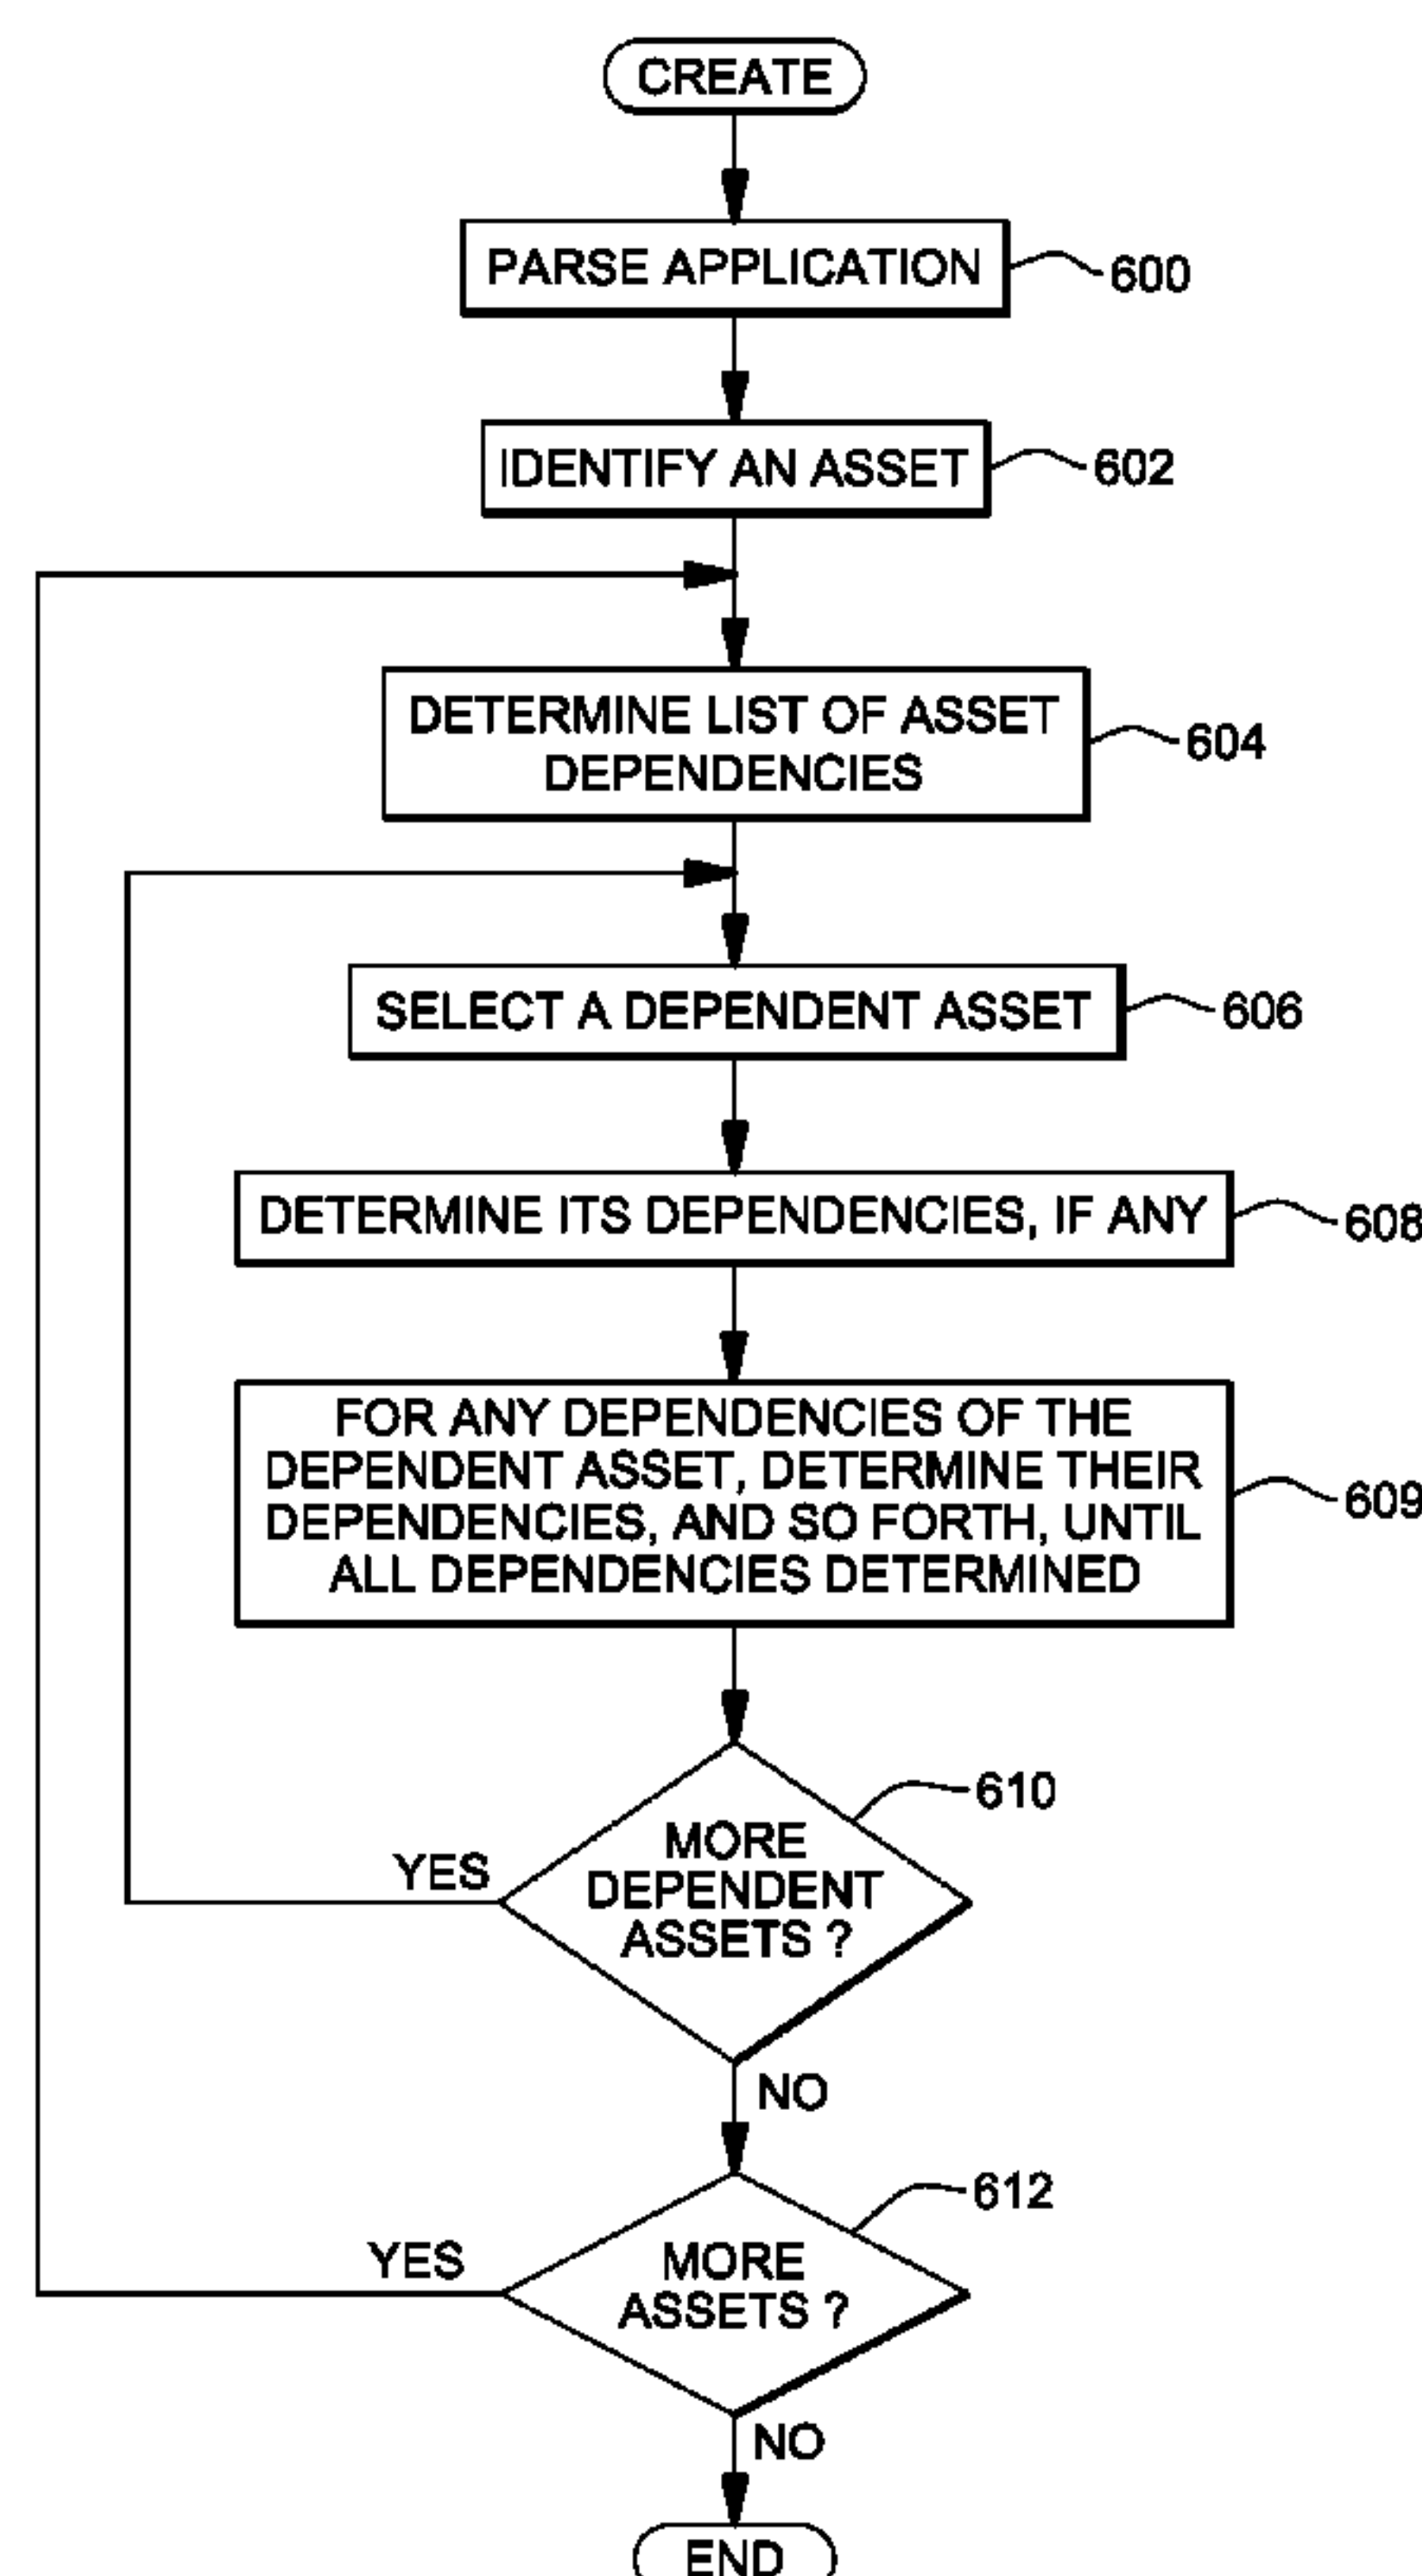 CREATE
PARSE APPLICATION
600
IDENTIFY AN ASSET
602
DETERMINE LIST OF ASSET
DEPENDENCIES
604
SELECT A DEPENDENT ASSET
606
DETERMINE ITS DEPENDENCIES, IF ANY
608
FOR ANY DEPENDENCIES OF THE
DEPENDENT ASSET, DETERMINE THEIR
DEPENDENCIES, AND SO FORTH, UNTIL
ALL DEPENDENCIES DETERMINED
609
610
MORE
DEPENDENT
ASSETS ?
YES
NO
612
MORE
ASSETS ?
YES
NO
END